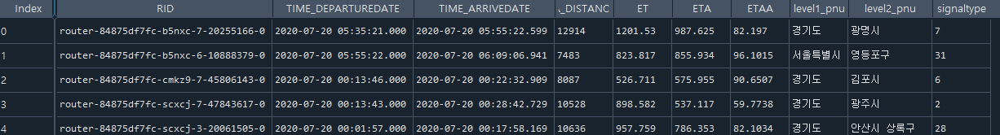 Index RID TIME_DEPARTUREDATE TIME_ARRIVEDATE _DISTANC ET ETA ETAA level1_pnu level2_pnu signaltype
0 router-84875df7fc-b5nxc-7-20255166-0 2020-07-20 05:35:21.000 2020-07-20 05:55:22.599 12914 1201.53 987.625 82.197 경기도 광명시 7
1 router-84875df7fc-b5nxc-6-10888379-0 2020-07-20 05:55:22.000 2020-07-20 06:09:06.941 7483 823.817 855.934 96.1015 서울특별시 영등포구 31
2 router-84875df7fc-cmkz9-7-45806143-0 2020-07-20 00:13:46.000 2020-07-20 00:22:32.909 8087 526.711 575.955 90.6507 경기도 김포시 6
3 router-84875df7fc-scxcj-7-47843617-0 2020-07-20 00:13:43.000 2020-07-20 00:28:42.729 10528 898.582 537.117 59.7738 경기도 광주시 2
4 router-84875df7fc-scxcj-3-20061505-0 2020-07-20 00:01:57.000 2020-07-20 00:17:58.169 10636 957.759 786.353 82.1034 경기도 안산시 상록구 28